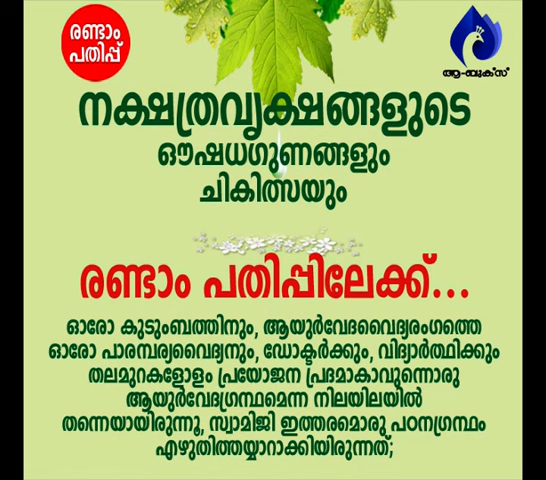 രണ്ടാം
പതിപ്പ്
ആ-ബുക്സ്
നക്ഷത്രവൃക്ഷങ്ങളുടെ
ഔഷധഗുണങ്ങളും
ചികിത്സയും
രണ്ടാം പതിപ്പിലേക്ക്...
ഓരോ കുടുംബത്തിനും, ആയുർവേദവൈദ്യരംഗത്തെ
ഓരോ പാരമ്പര്യവൈദ്യനും, ഡോക്ടർക്കും, വിദ്യാർത്ഥിക്കും
തലമുറകളോളം പ്രയോജന പ്രദമാകാവുന്നൊരു
ആയുർവേദഗ്രന്ഥമെന്ന നിലയിലയിൽ
തന്നെയായിരുന്നൂ, സ്വാമിജി ഇത്തരമൊരു പഠനഗ്രന്ഥം
എഴുതിത്തയ്യാറാക്കിയിരുന്നത്;